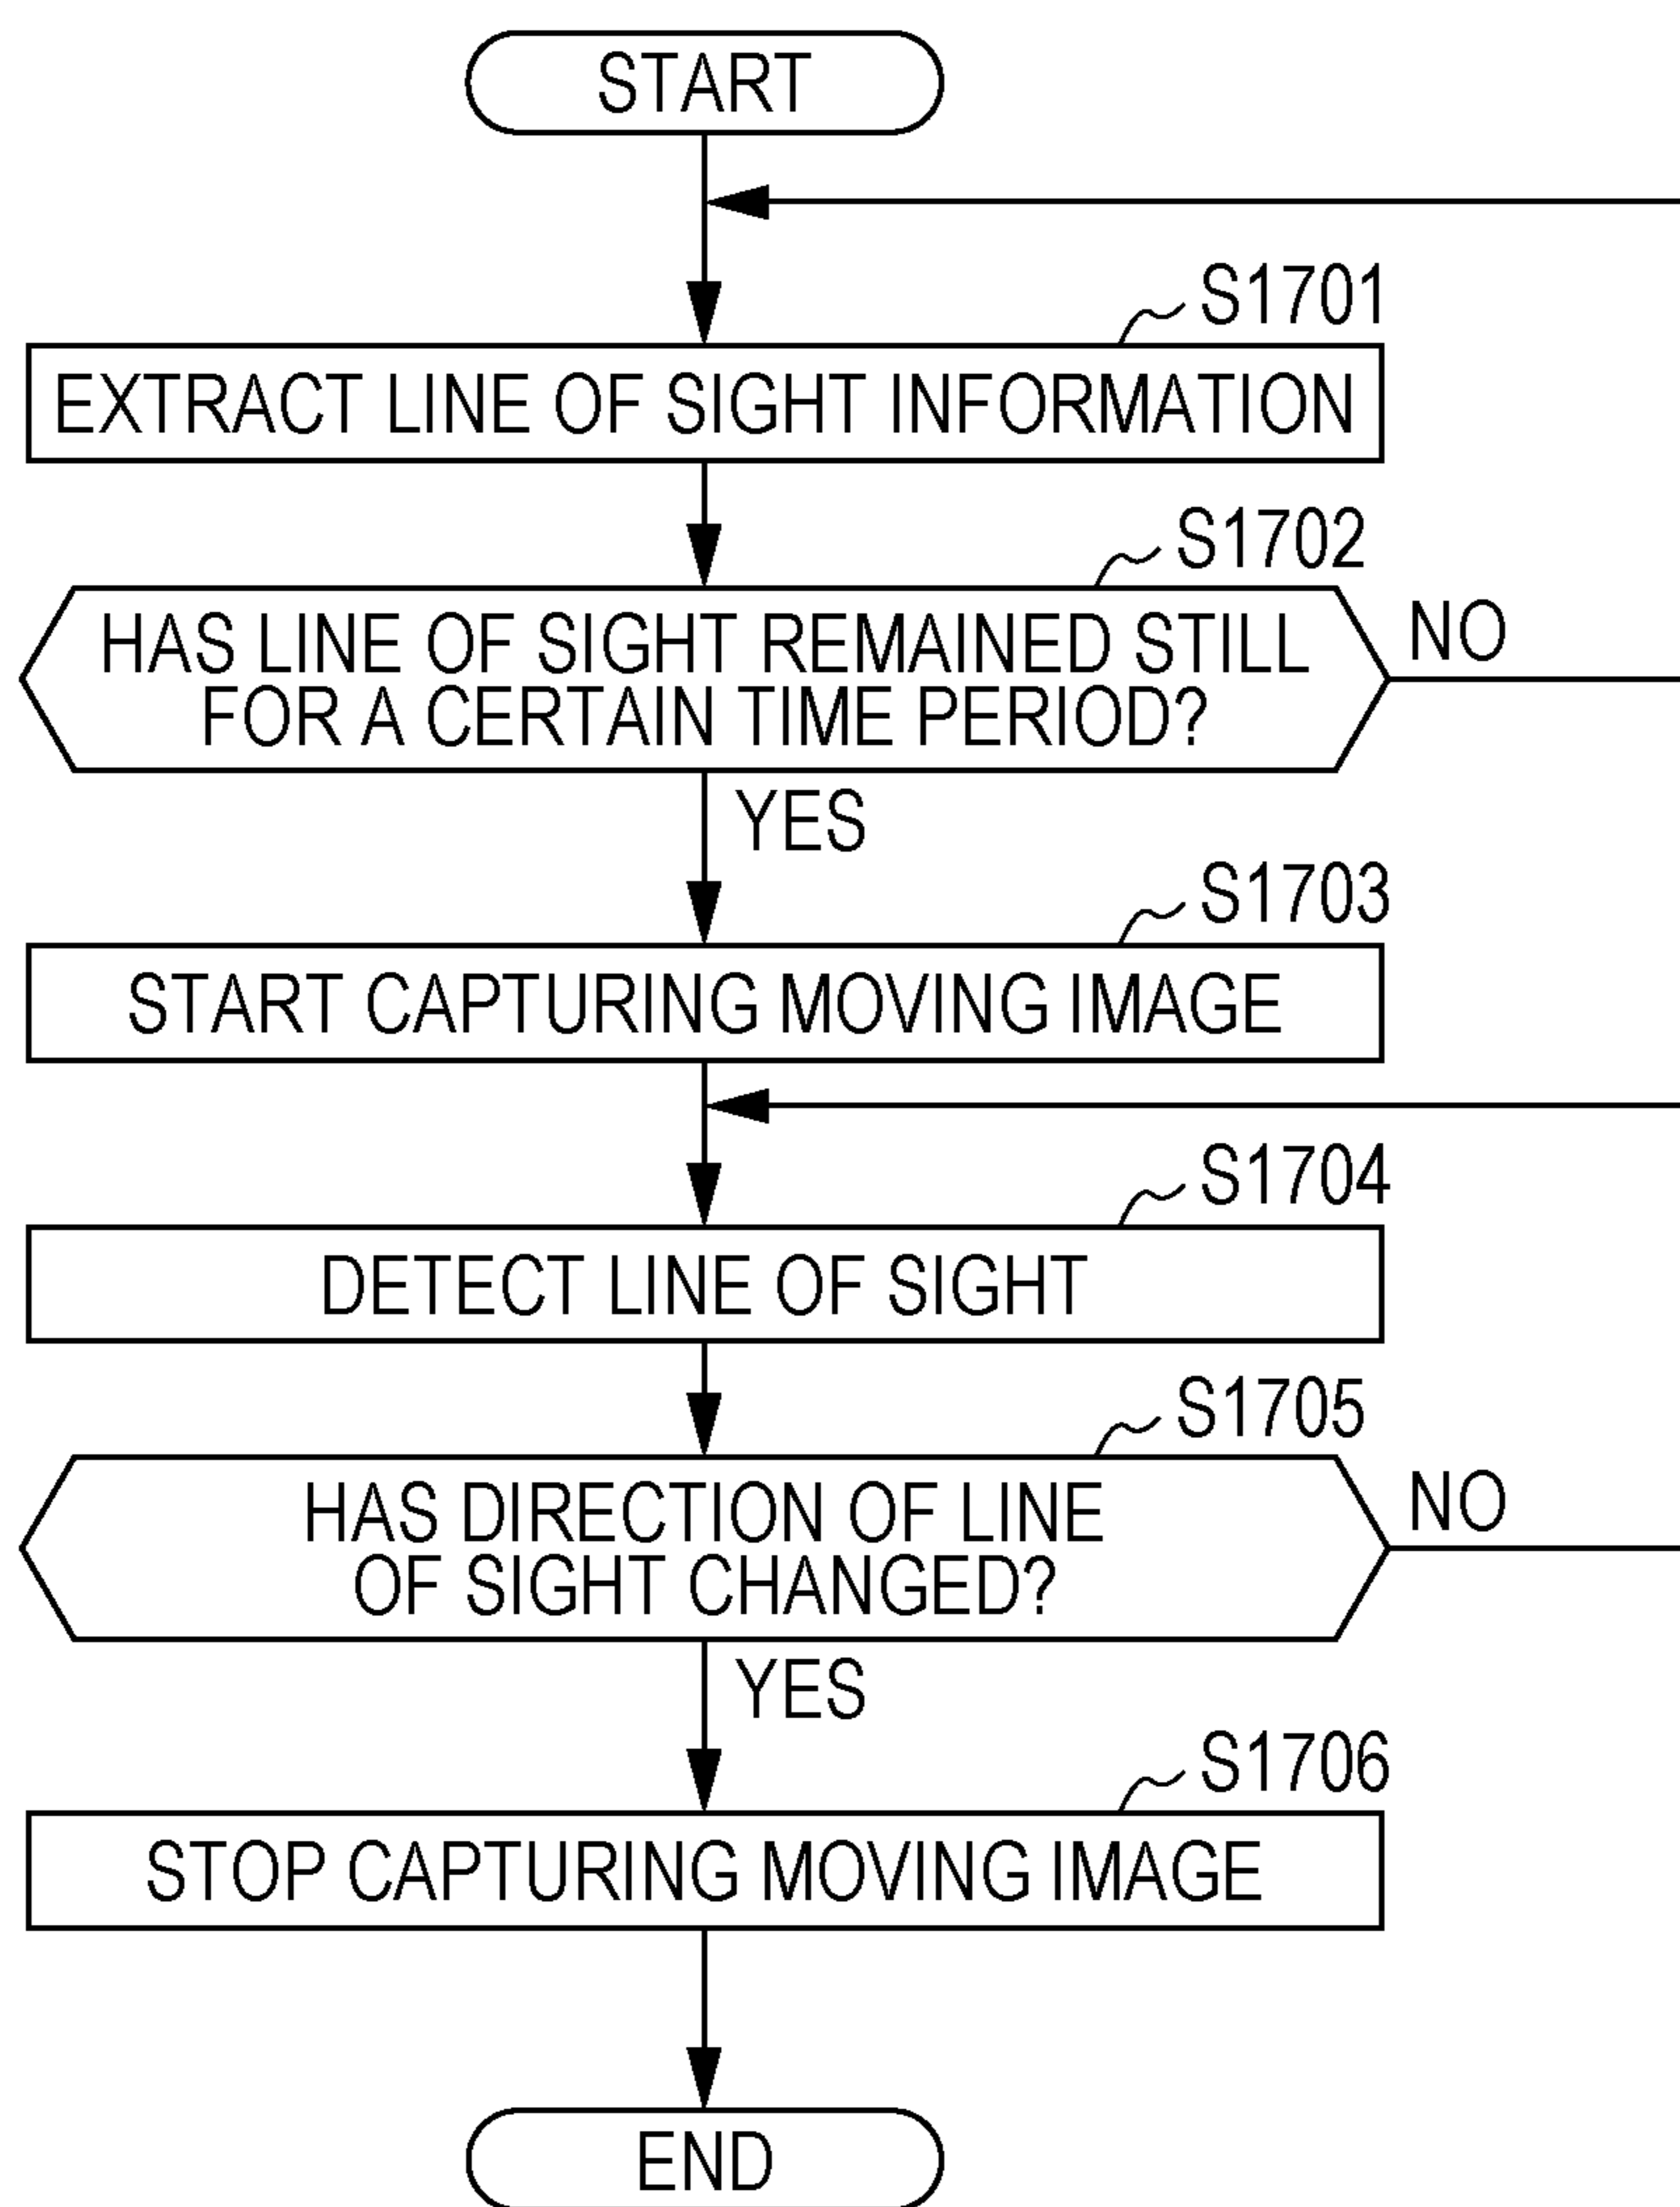 START
S1701
EXTRACT LINE OF SIGHT INFORMATION
S1702
HAS LINE OF SIGHT REMAINED STILL
FOR A CERTAIN TIME PERIOD?
NO
YES
S1703
START CAPTURING MOVING IMAGE
S1704
DETECT LINE OF SIGHT
S1705
HAS DIRECTION OF LINE
OF SIGHT CHANGED?
NO
YES
S1706
STOP CAPTURING MOVING IMAGE
END